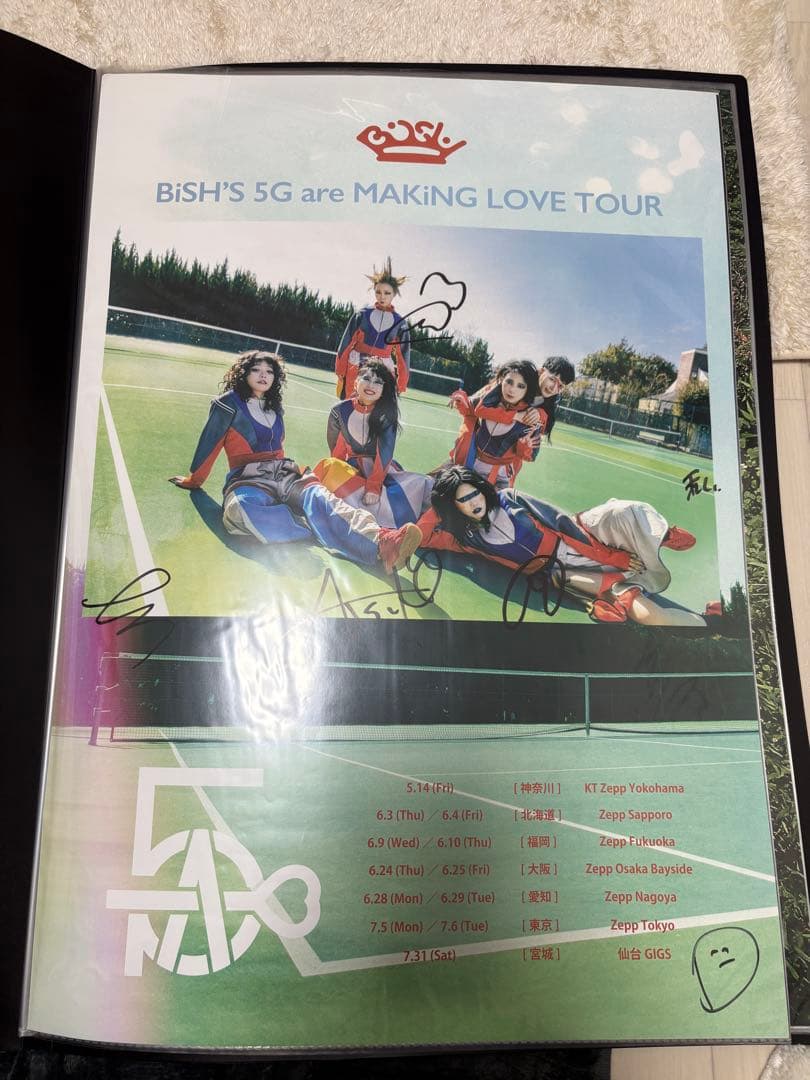 BiSH
BiSH'S 5G are MAKiNG LOVE TOUR
5.14 (Fri) [ 神奈川 ] KT Zepp Yokohama
6.3 (Thu) ／ 6.4 (Fri) [ 北海道 ] Zepp Sapporo
6.9 (Wed) ／ 6.10 (Thu) [ 福岡 ] Zepp Fukuoka
6.24 (Thu) ／ 6.25 (Fri) [ 大阪 ] Zepp Osaka Bayside
6.28 (Mon) ／ 6.29 (Tue) [ 愛知 ] Zepp Nagoya
7.5 (Mon) ／ 7.6 (Tue) [ 東京 ] Zepp Tokyo
7.31 (Sat) [ 宮城 ] 仙台 GIGS